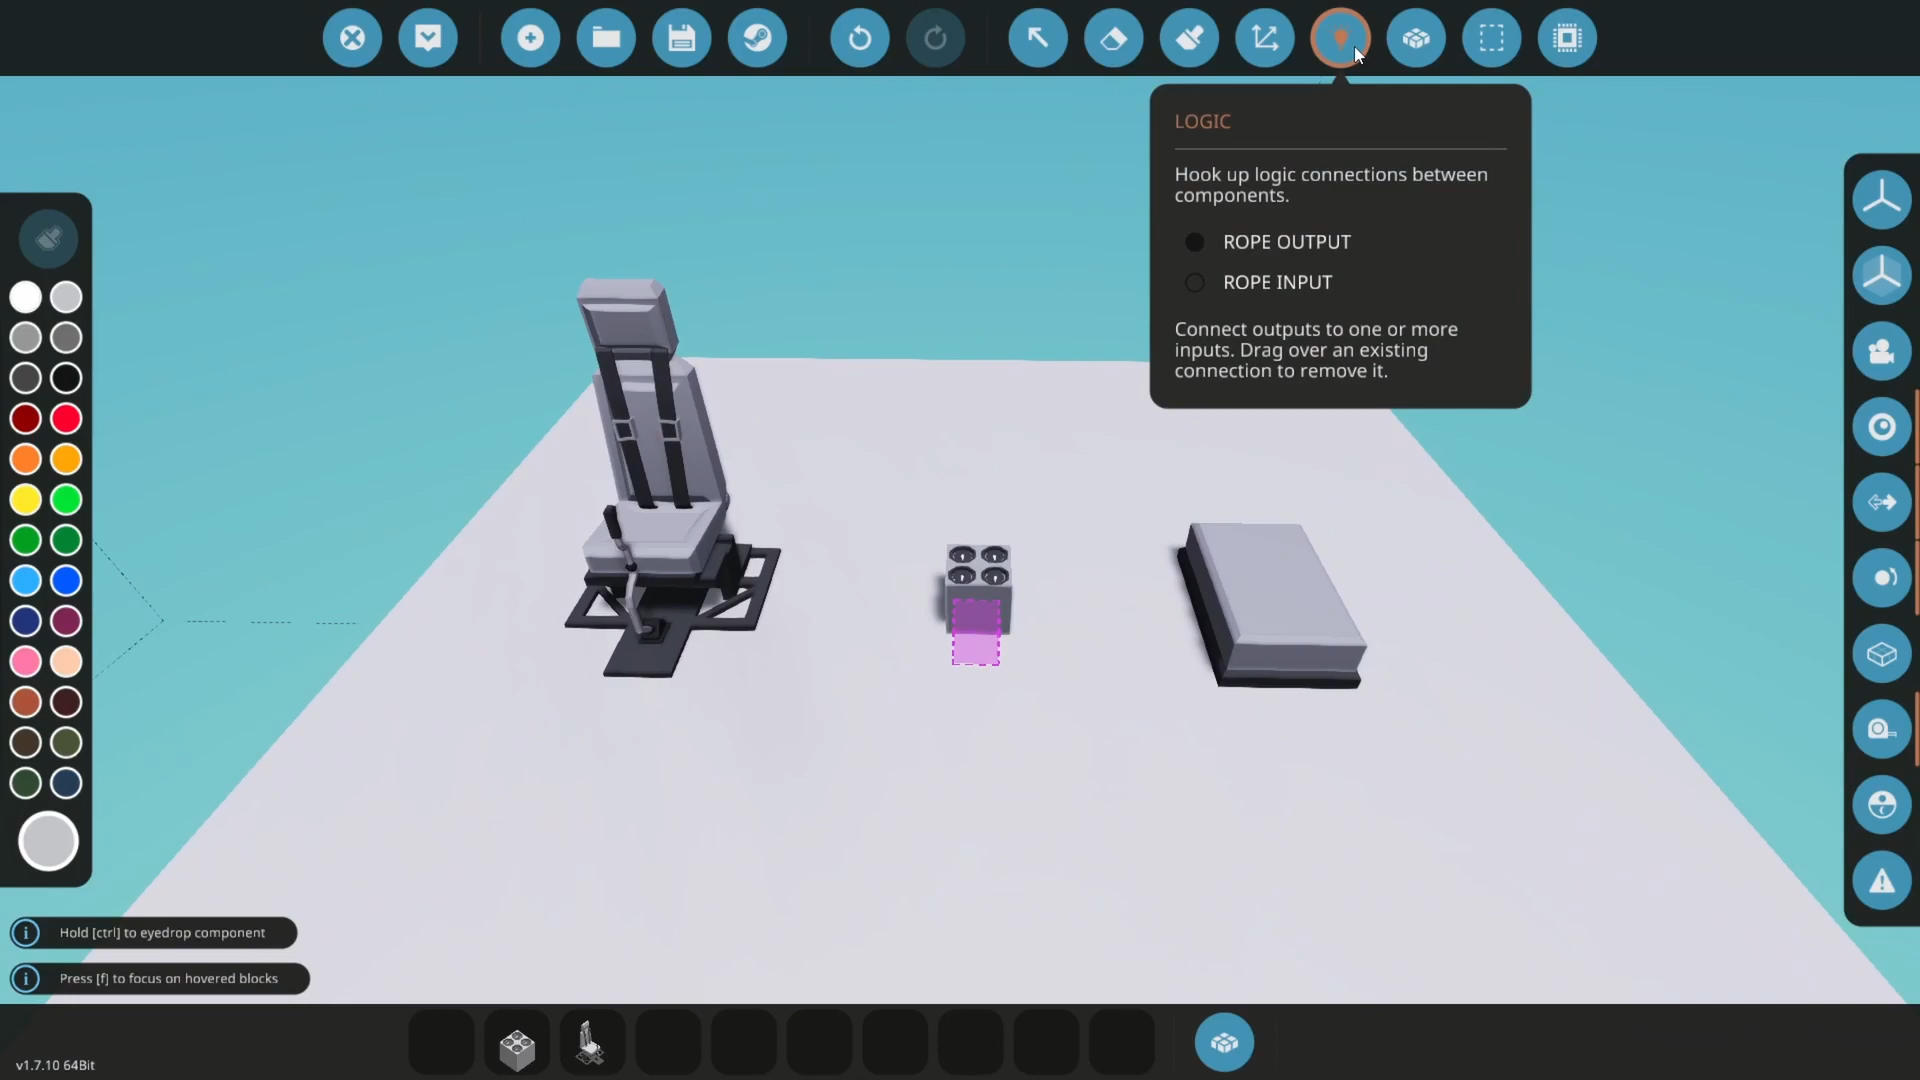 LOGIC
Hook up logic connections between
components.
ROPE OUTPUT
ROPE INPUT
Connect outputs to one or more
inputs. Drag over an existing
connection to remove it.
Hold [ctrl] to eyedrop component
Press [f] to focus on hovered blocks
v1.7.10 64Bit